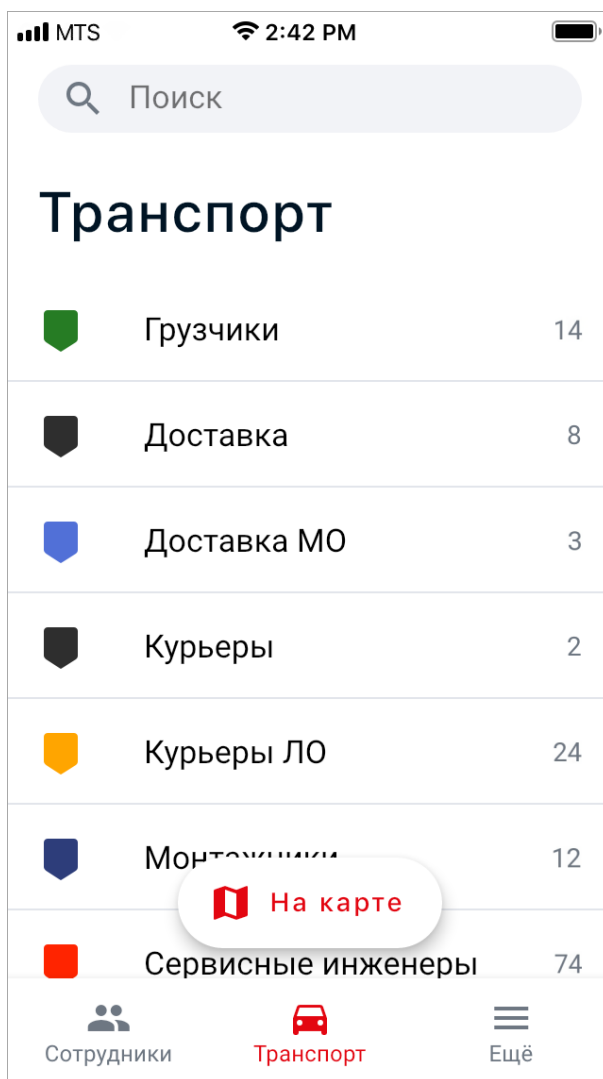 MTS 2:42 PM
Поиск
Транспорт
Грузчики 14
Доставка 8
Доставка МО 3
Курьеры 2
Курьеры ЛО 24
Монтажники 12
На карте
Сервисные инженеры 74
Сотрудники Транспорт Ещё